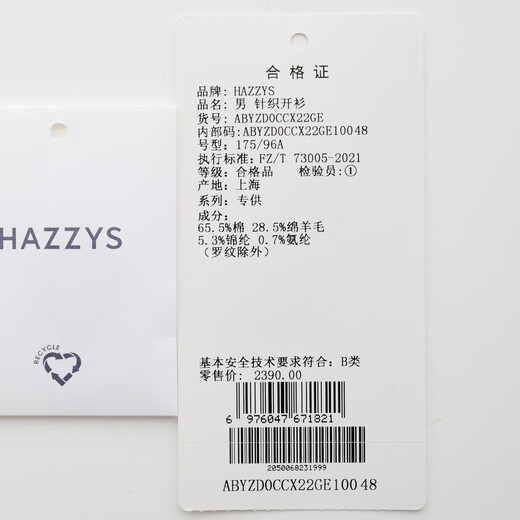 HAZZYS
RECYCLE
合格证
品牌: HAZZYS
品名: 男 针织开衫
货号: ABYZD0CCX22GE
内部码: ABYZD0CCX22GE10048
号型: 175/96A
执行标准: FZ/T 73005-2021
等级: 合格品 检验员:①
产地: 上海
系列: 专供
成分:
65.5%棉 28.5%绵羊毛
5.3%锦纶 0.7%氨纶
(罗纹除外)
基本安全技术要求符合: B类
零售价: 2390.00
6 976047 671821
2050068231999
ABYZD0CCX22GE10048